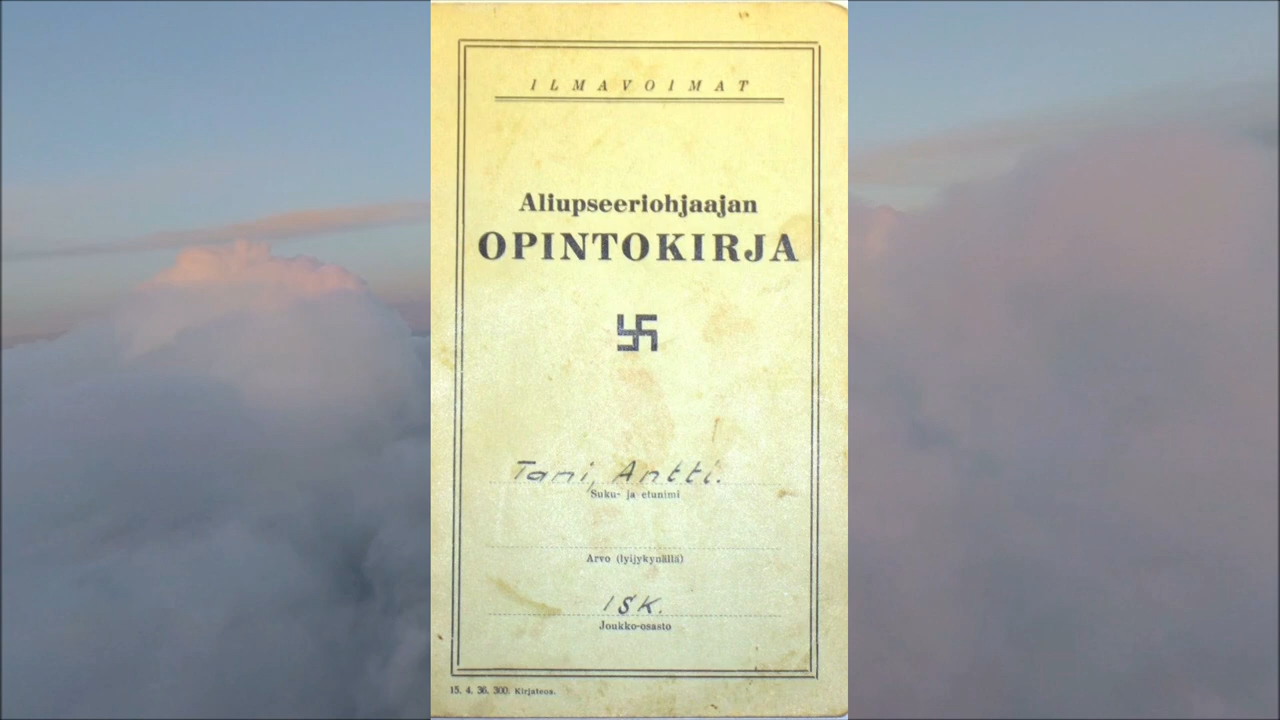 ILMAVOIMAT
Aliupseeriohjaajan
OPINTOKIRJA
Tani, Antti.
Suku- ja etunimi
Arvo (lyijykynällä)
ISK.
Joukko-osasto
15. 4. 36. 300. Kirjateos.